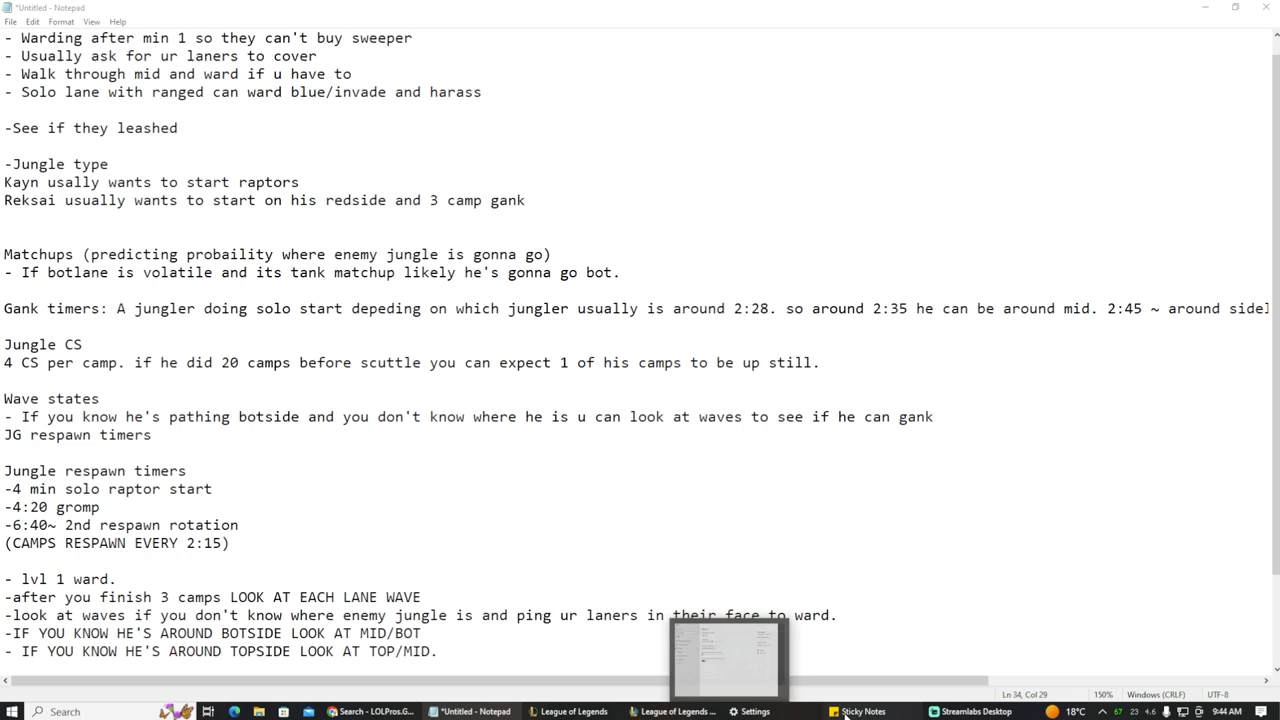 *Untitled - Notepad
File Edit Format View Help
- Warding after min 1 so they can't buy sweeper
- Usually ask for ur laners to cover
- Walk through mid and ward if u have to
- Solo lane with ranged can ward blue/invade and harass
-See if they leashed
-Jungle type
Kayn usally wants to start raptors
Reksai usually wants to start on his redside and 3 camp gank
Matchups (predicting probaility where enemy jungle is gonna go)
- If botlane is volatile and its tank matchup likely he's gonna go bot.
Gank timers: A jungler doing solo start depeding on which jungler usually is around 2:28. so around 2:35 he can be around mid. 2:45 ~ around sidel
Jungle CS
4 CS per camp. if he did 20 camps before scuttle you can expect 1 of his camps to be up still.
Wave states
- If you know he's pathing botside and you don't know where he is u can look at waves to see if he can gank
JG respawn timers
Jungle respawn timers
-4 min solo raptor start
-4:20 gromp
-6:40~ 2nd respawn rotation
(CAMPS RESPAWN EVERY 2:15)
- lvl 1 ward.
-after you finish 3 camps LOOK AT EACH LANE WAVE
-look at waves if you don't know where enemy jungle is and ping ur laners in their face to ward.
-IF YOU KNOW HE'S AROUND BOTSIDE LOOK AT MID/BOT
- IF YOU KNOW HE'S AROUND TOPSIDE LOOK AT TOP/MID.
Ln 34, Col 29 150% Windows (CRLF) UTF-8
Search Search - LOLPros.G... *Untitled - Notepad League of Legends League of Legends ... Settings Sticky Notes Streamlabs Desktop 18°C 67 23 4.6 9:44 AM